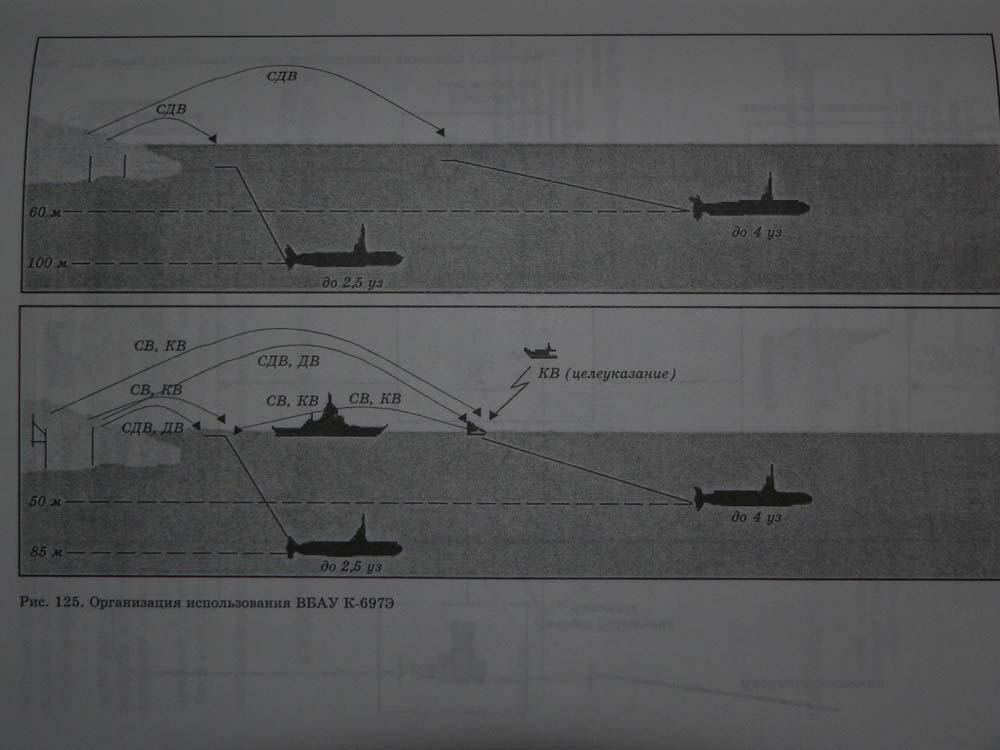 СДВ
СДВ
60 м
до 4 уз
100 м
до 2,5 уз
СВ, КВ
СДВ, ДВ
КВ (целеуказание)
СВ, КВ
СВ, КВ
СВ, КВ
СДВ, ДВ
50 м
до 4 уз
85 м
до 2,5 уз
Рис. 125. Организация использования ВБАУ К-697Э